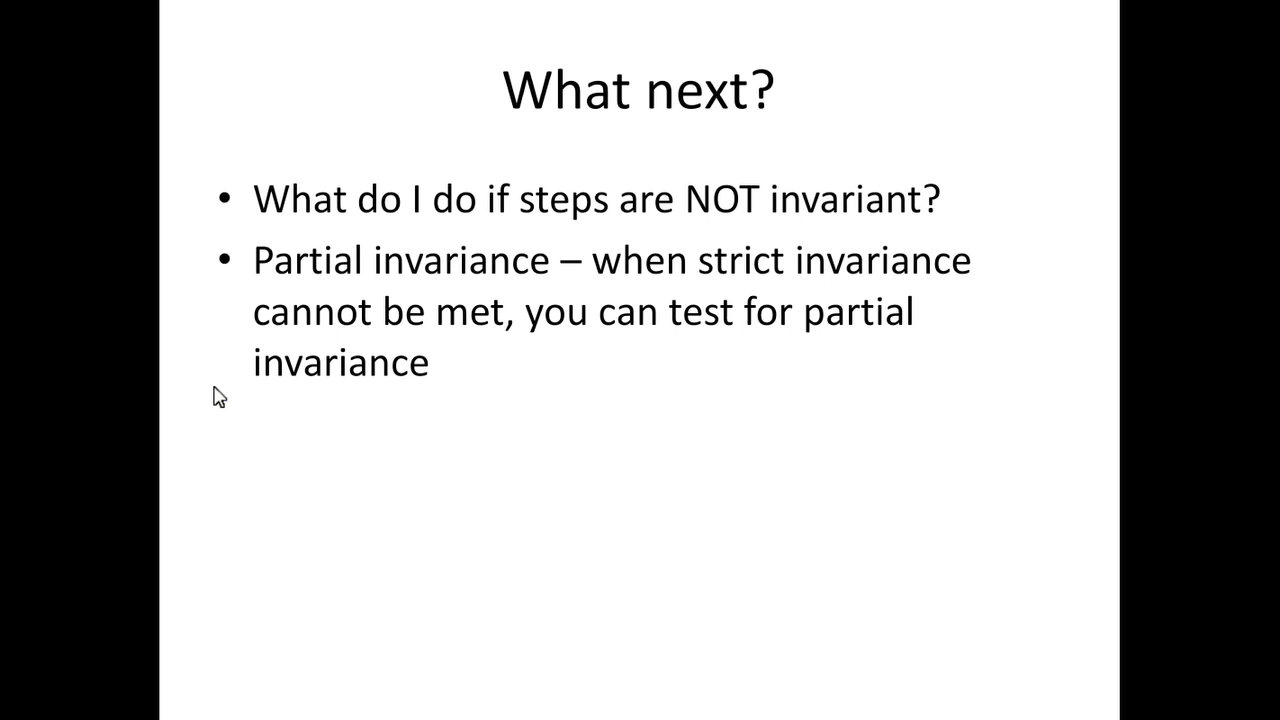 What next?
• What do I do if steps are NOT invariant?
• Partial invariance – when strict invariance
cannot be met, you can test for partial
invariance